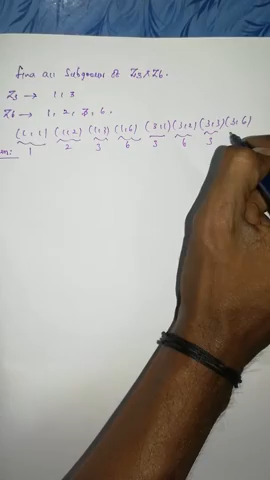 Find all Subgroups of Z3 x Z6.
Z3 → 1, 3
Z6 → 1, 2, 3, 6.
(1,1) (1,2) (1,3) (1,6) (3,1) (3,2) (3,3) (3,6)
1 2 3 6 3 6 3